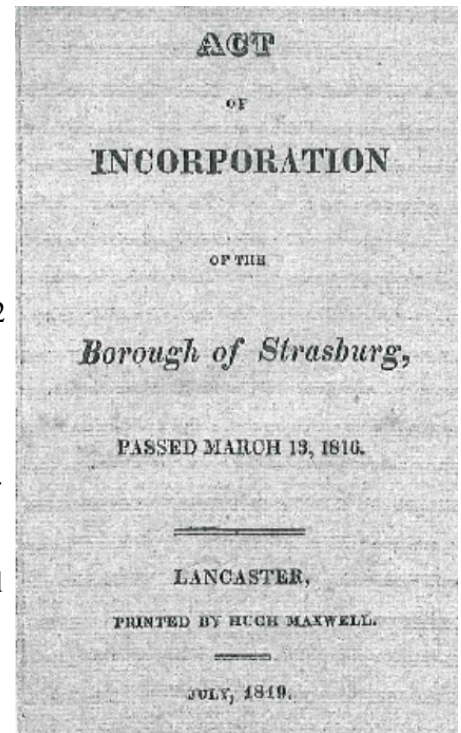 ACT
OF
INCORPORATION
OF THE
Borough of Strasburg,
PASSED MARCH 13, 1816.
LANCASTER,
PRINTED BY HUGH MAXWELL.
JULY, 1819.